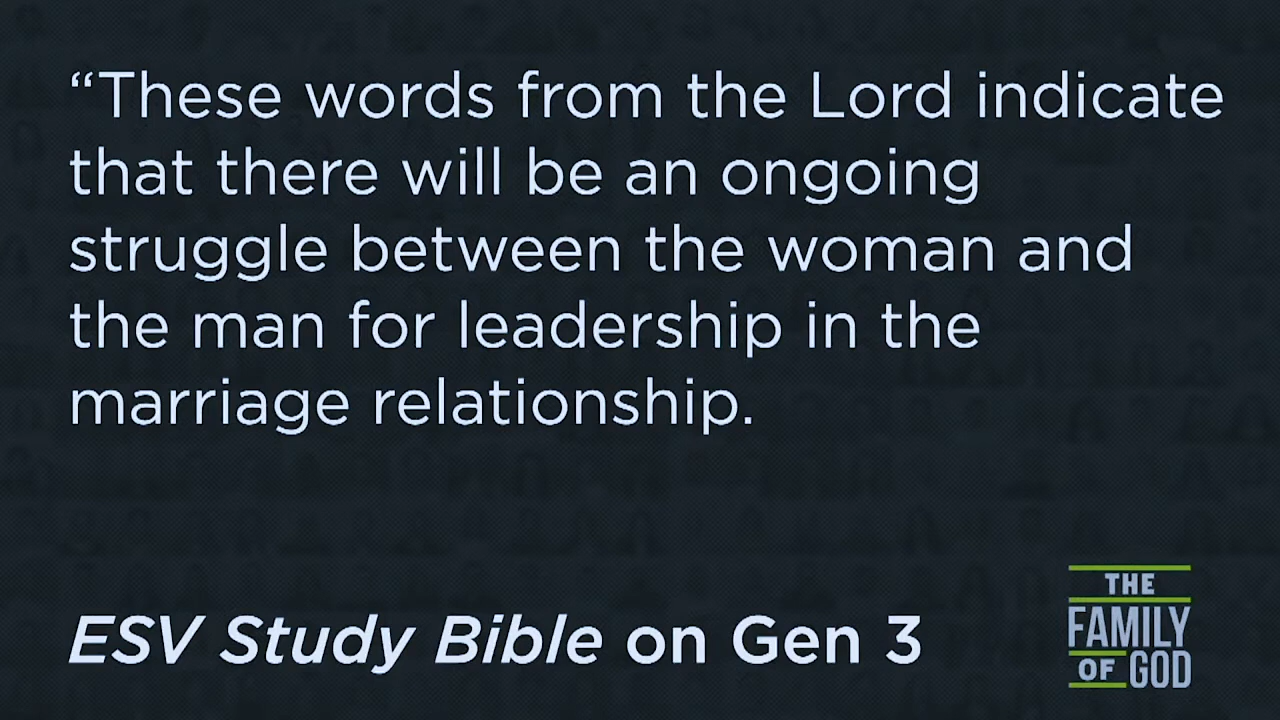 “These words from the Lord indicate
that there will be an ongoing
struggle between the woman and
the man for leadership in the
marriage relationship.
ESV Study Bible on Gen 3
THE
FAMILY
OF GOD